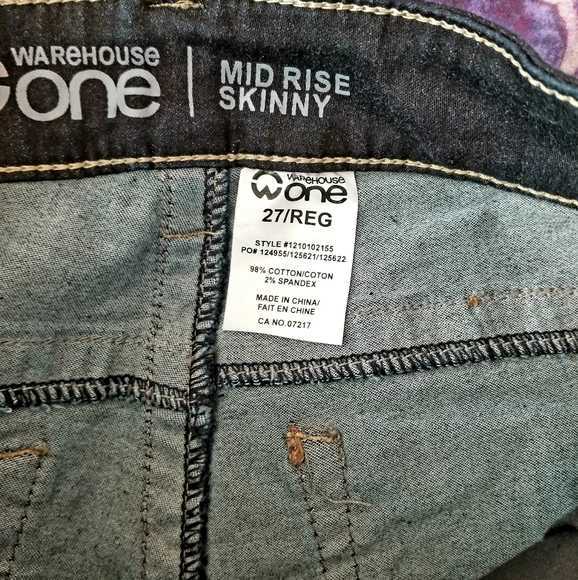 WAREHOUSE
one
MID RISE
SKINNY
WAREHOUSE
one
27/REG
STYLE #1210102155
PO# 124955/125621/125622
98% COTTON/COTON
2% SPANDEX
MADE IN CHINA/
FAIT EN CHINE
CA NO.07217